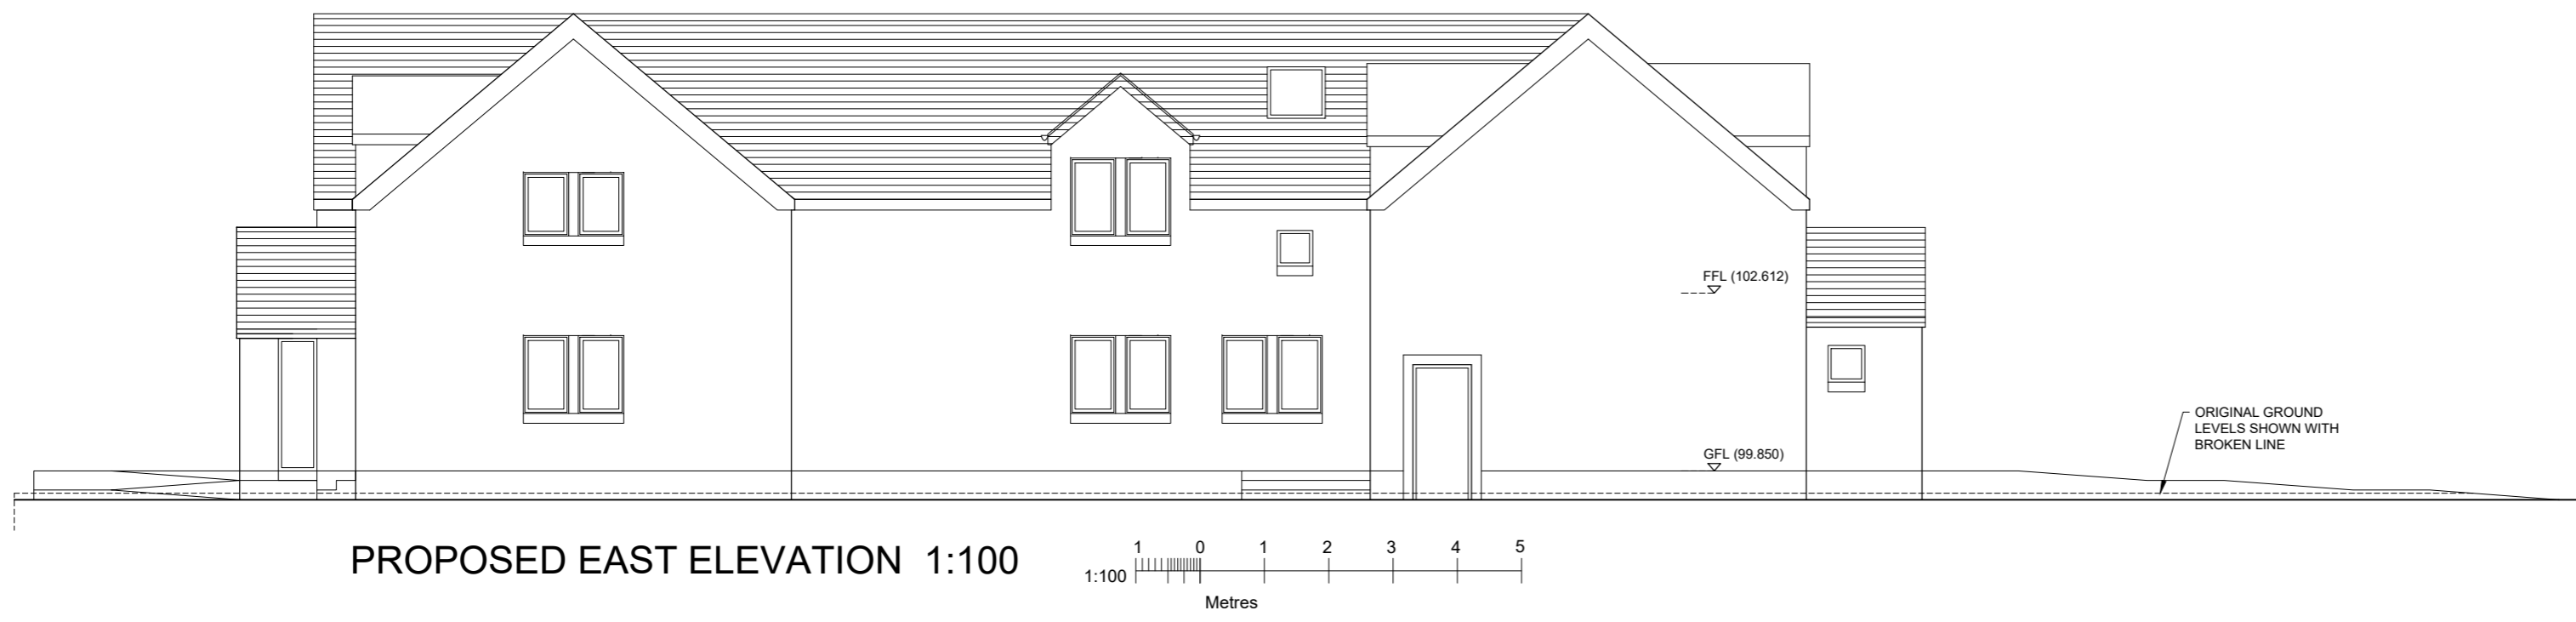 FFL (102.612)
ORIGINAL GROUND
LEVELS SHOWN WITH
BROKEN LINE
GFL (99.850)
PROPOSED EAST ELEVATION 1:100
1 0 1 2 3 4 5
1:100
Metres